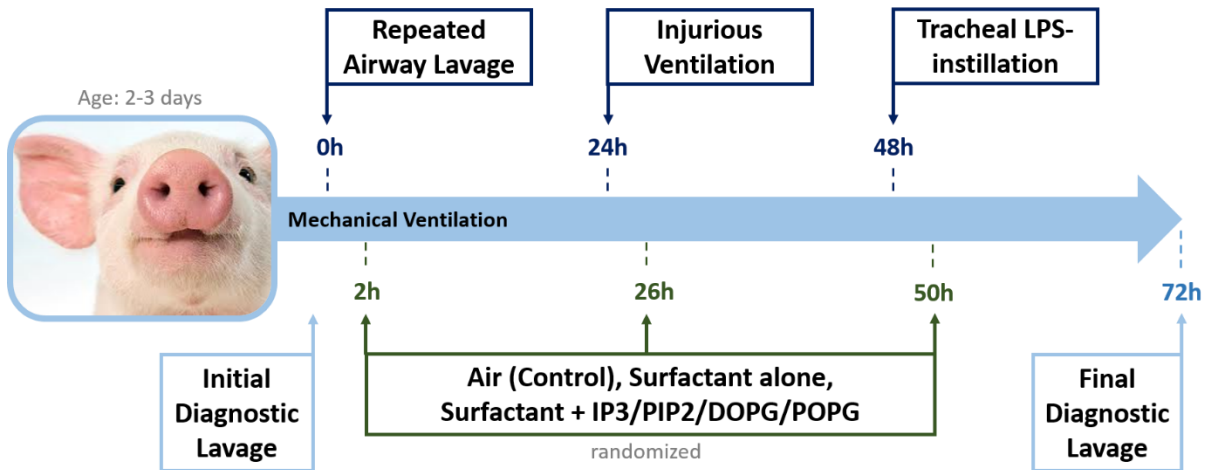 Repeated
Airway Lavage
Injurious
Ventilation
Tracheal LPS-
instillation
Age: 2-3 days
0h
24h
48h
Mechanical Ventilation
2h
26h
50h
72h
Initial
Diagnostic
Lavage
Air (Control), Surfactant alone,
Surfactant + IP3/PIP2/DOPG/POPG
randomized
Final
Diagnostic
Lavage